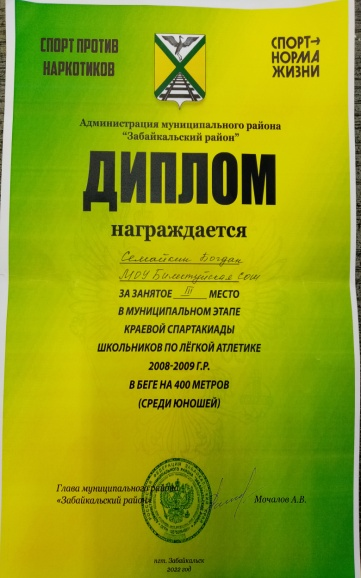 СПОРТ ПРОТИВ
НАРКОТИКОВ
СПОРТ→
НОРМА
ЖИЗНИ
Администрация муниципального района
"Забайкальский район"
ДИПЛОМ
награждается
Семайкин Богдан
МОУ Билитуйская СОШ
ЗА ЗАНЯТОЕ III МЕСТО
В МУНИЦИПАЛЬНОМ ЭТАПЕ
КРАЕВОЙ СПАРТАКИАДЫ
ШКОЛЬНИКОВ ПО ЛЁГКОЙ АТЛЕТИКЕ
2008-2009 Г.Р.
В БЕГЕ НА 400 МЕТРОВ
(СРЕДИ ЮНОШЕЙ)
Глава муниципального района
«Забайкальский район»
Мочалов А.В.
пгт. Забайкальск
2022 год